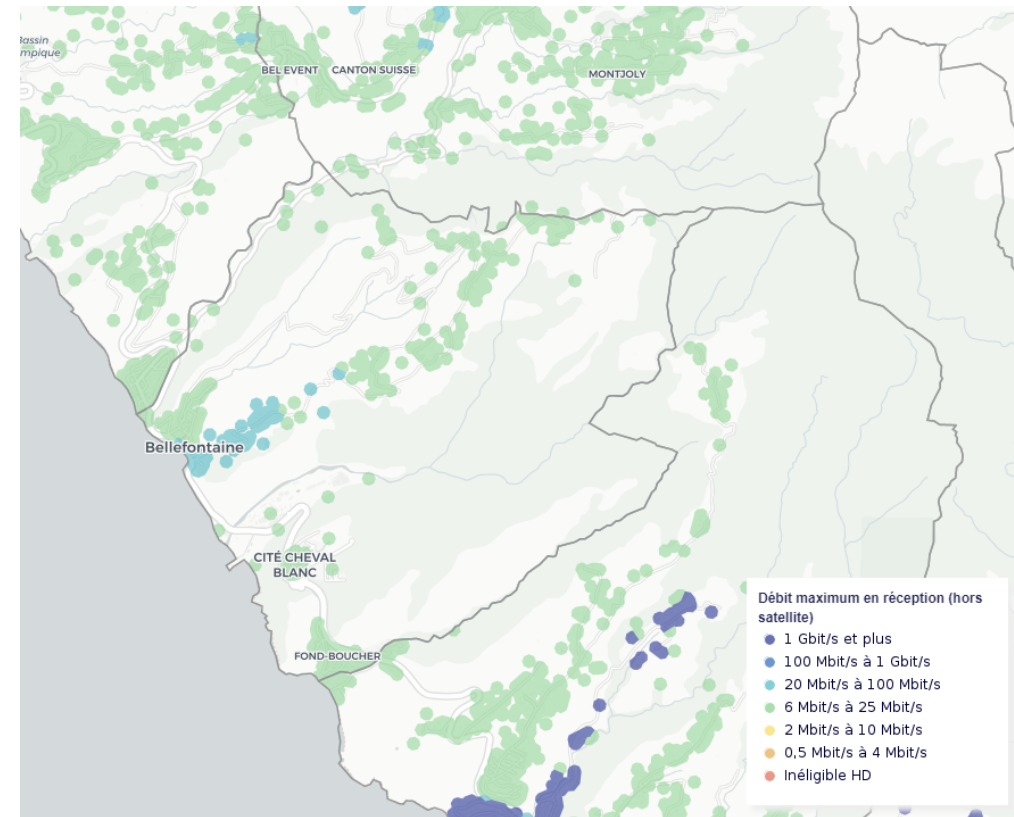 Bassin
mpique
BEL EVENT
CANTON SUISSE
MONTJOLY
Bellefontaine
CITÉ CHEVAL
BLANC
FOND-BOUCHER
Débit maximum en réception (hors
satellite)
1 Gbit/s et plus
100 Mbit/s à 1 Gbit/s
20 Mbit/s à 100 Mbit/s
6 Mbit/s à 25 Mbit/s
2 Mbit/s à 10 Mbit/s
0,5 Mbit/s à 4 Mbit/s
Inéligible HD